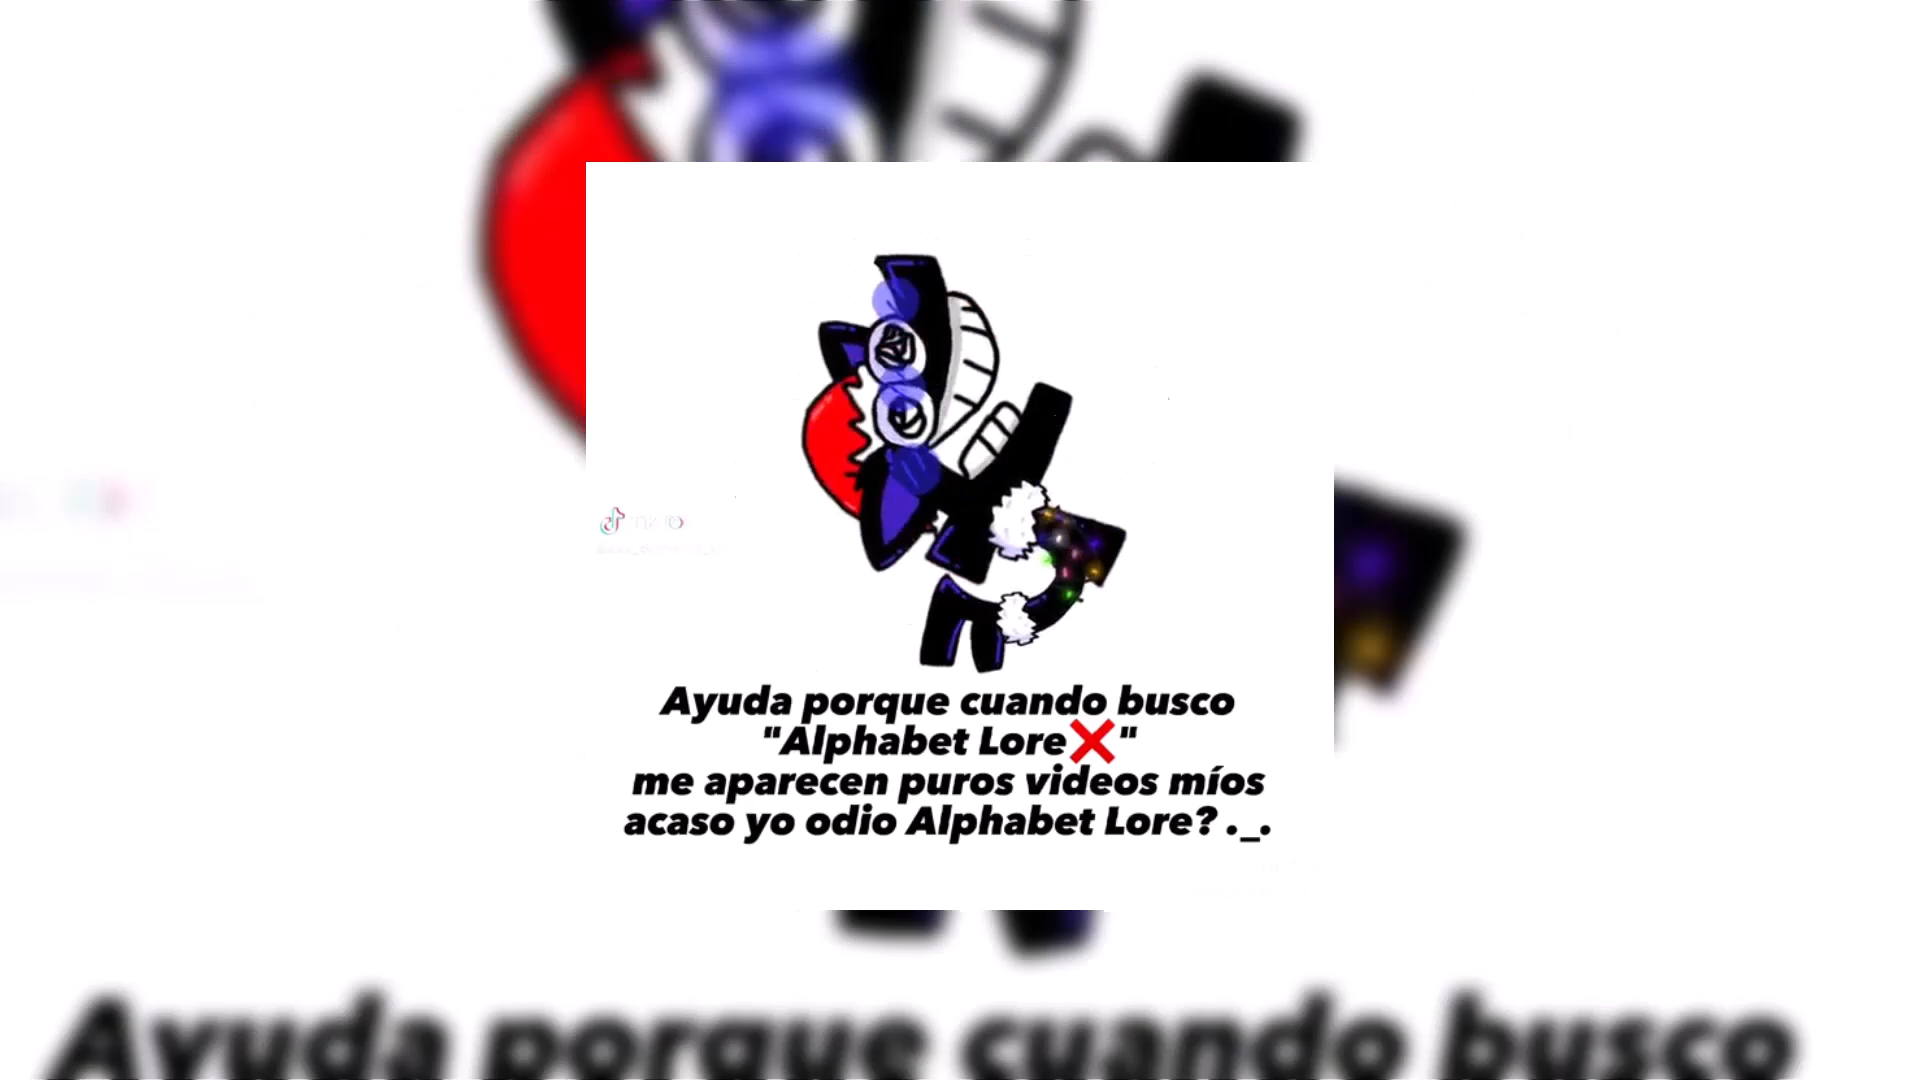 Ayuda porque cuando busco
"Alphabet Lore❌"
me aparecen puros videos míos
acaso yo odio Alphabet Lore? ._.
Ayuda porque cuando busco